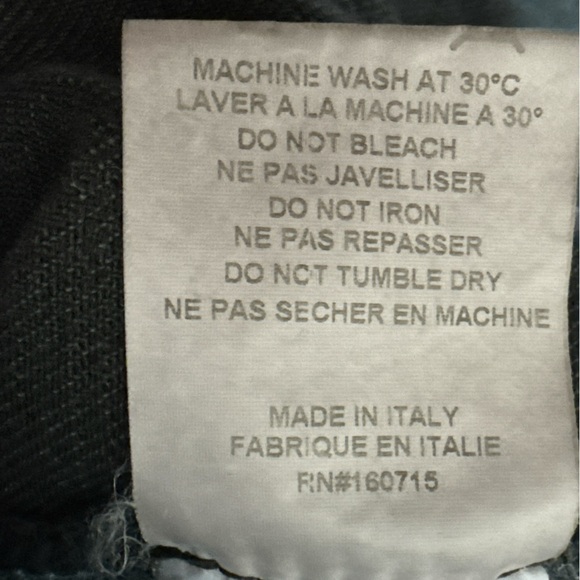 MACHINE WASH AT 30°C
LAVER A LA MACHINE A 30°
DO NOT BLEACH
NE PAS JAVELLISER
DO NOT IRON
NE PAS REPASSER
DO NOT TUMBLE DRY
NE PAS SECHER EN MACHINE
MADE IN ITALY
FABRIQUE EN ITALIE
RN#160715